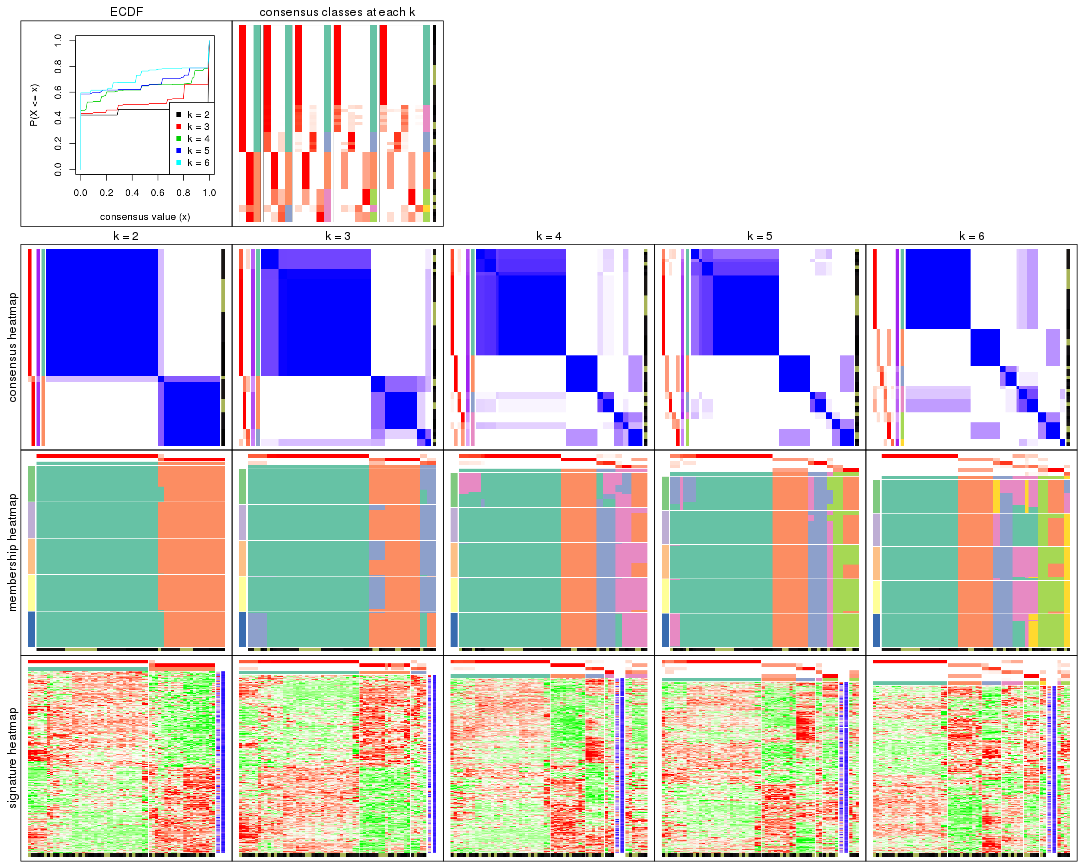 ECDF
consensus classes at each k
P(X <= x)
1.0
0.8
0.6
0.4
0.2
0.0
k = 2
k = 3
k = 4
k = 5
k = 6
0.0 0.2 0.4 0.6 0.8 1.0
consensus value (x)
k = 2
k = 3
k = 4
k = 5
k = 6
consensus heatmap
membership heatmap
signature heatmap